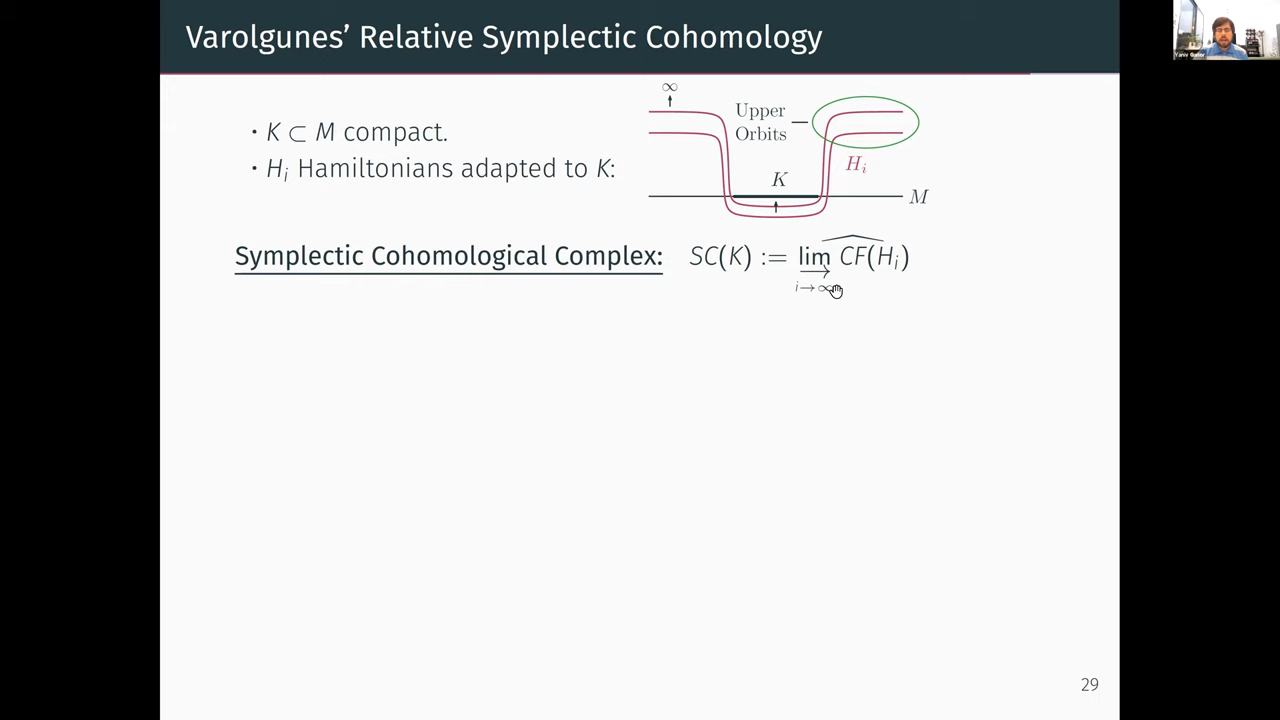 Varolgunes' Relative Symplectic Cohomology
• K ⊂ M compact.
• H_i Hamiltonians adapted to K:
∞
Upper
Orbits
H_i
K
M
Symplectic Cohomological Complex: SC(K) := \widehat{\varinjlim_{i→∞} CF(H_i)}
29